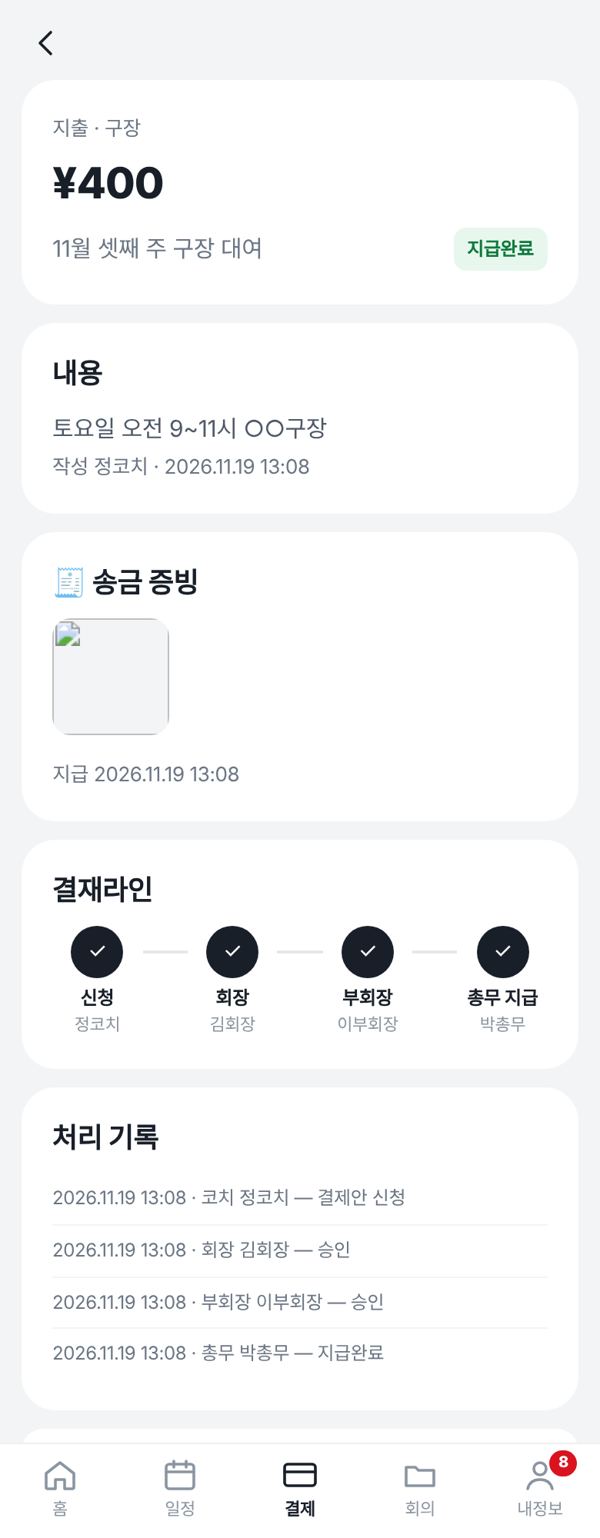 지출 · 구장
¥400
11월 셋째 주 구장 대여
지급완료
내용
토요일 오전 9~11시 ○○구장
작성 정코치 · 2026.11.19 13:08
🧾 송금 증빙
지급 2026.11.19 13:08
결재라인
신청
회장
부회장
총무 지급
정코치
김회장
이부회장
박총무
처리 기록
2026.11.19 13:08 · 코치 정코치 — 결제안 신청
2026.11.19 13:08 · 회장 김회장 — 승인
2026.11.19 13:08 · 부회장 이부회장 — 승인
2026.11.19 13:08 · 총무 박총무 — 지급완료
8
홈
일정
결제
회의
내정보